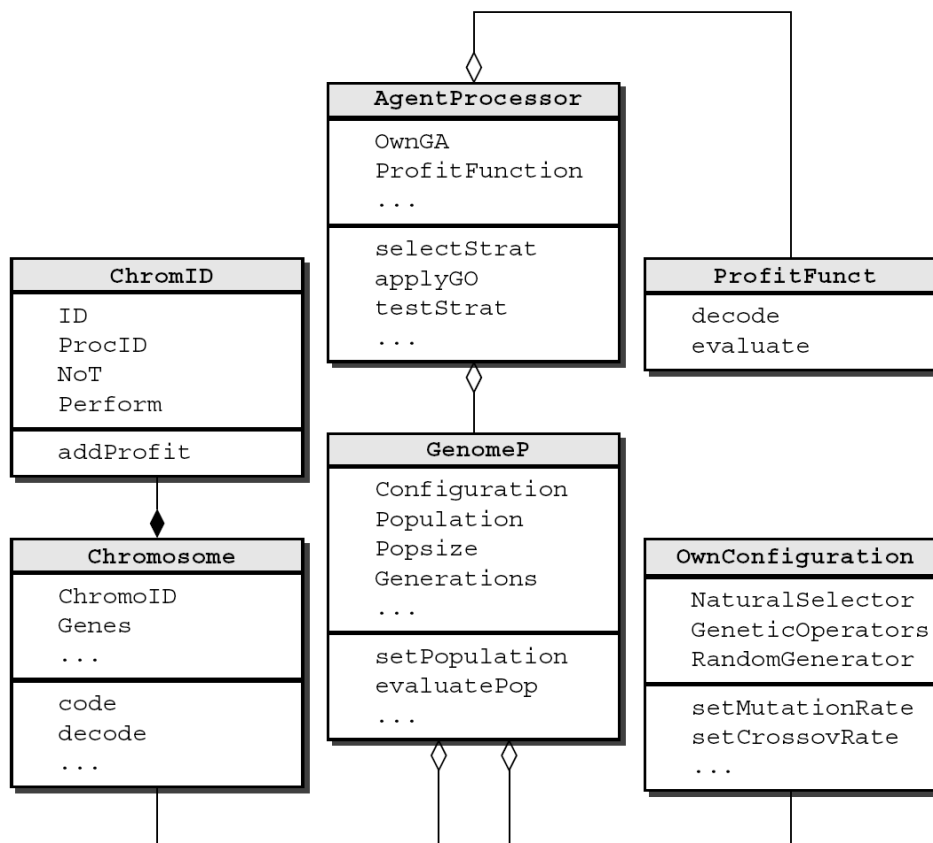 AgentProcessor
OwnGA
ProfitFunction
...
selectStrat
applyGO
testStrat
...
ChromID
ID
ProcID
NoT
Perform
addProfit
ProfitFunct
decode
evaluate
GenomeP
Configuration
Population
Popsize
Generations
...
setPopulation
evaluatePop
...
Chromosome
ChromoID
Genes
...
code
decode
...
OwnConfiguration
NaturalSelector
GeneticOperators
RandomGenerator
setMutationRate
setCrossovRate
...